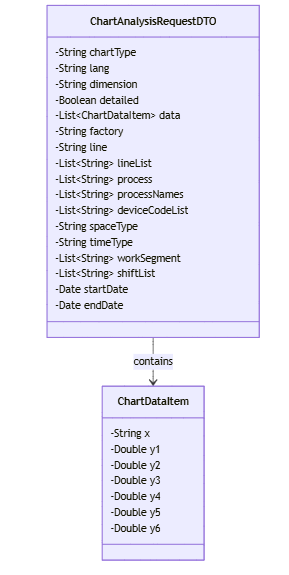 ChartAnalysisRequestDTO
-String chartType
-String lang
-String dimension
-Boolean detailed
-List<ChartDataItem> data
-String factory
-String line
-List<String> lineList
-List<String> process
-List<String> processNames
-List<String> deviceCodeList
-String spaceType
-String timeType
-List<String> workSegment
-List<String> shiftList
-Date startDate
-Date endDate
contains
ChartDataItem
-String x
-Double y1
-Double y2
-Double y3
-Double y4
-Double y5
-Double y6